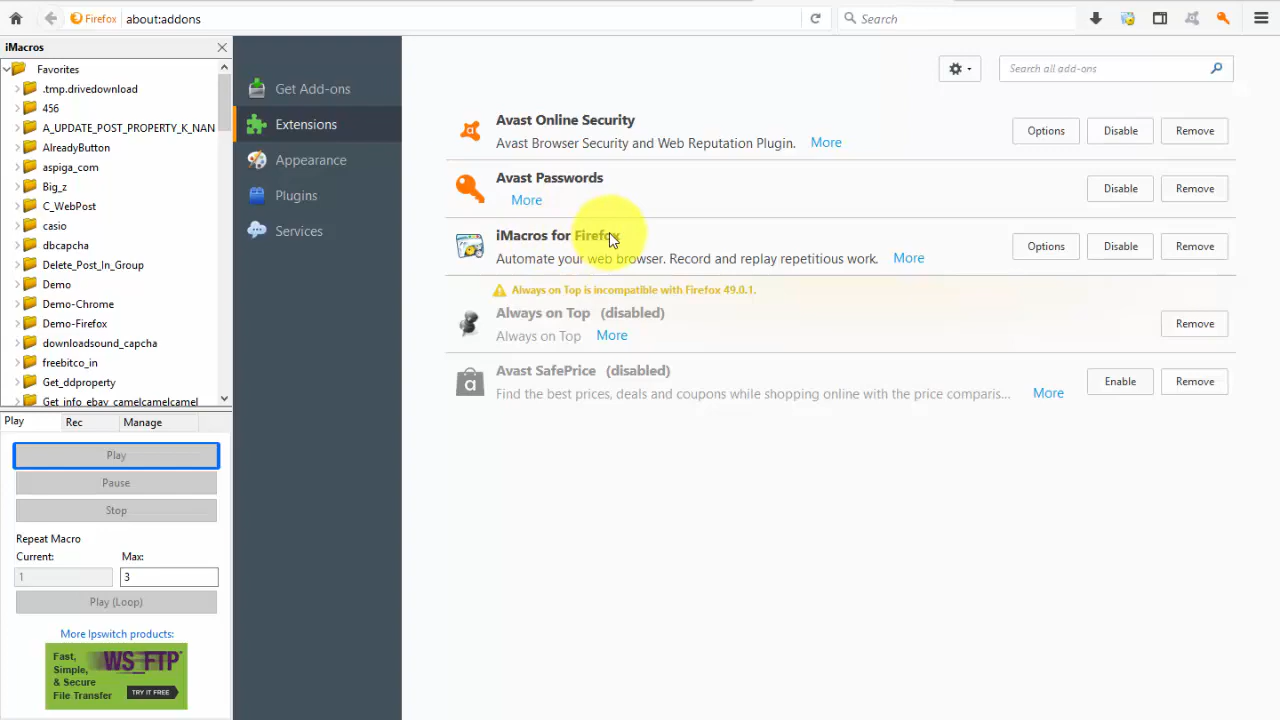 Firefox about:addons
Search
iMacros
Favorites
.tmp.drivedownload
456
A_UPDATE_POST_PROPERTY_K_NAN
AlreadyButton
aspiga_com
Big_z
C_WebPost
casio
dbcapcha
Delete_Post_In_Group
Demo
Demo-Chrome
Demo-Firefox
downloadsound_capcha
freebitco_in
Get_ddproperty
Get_info_ebay_camelcamelcamel
Play Rec Manage
Play
Pause
Stop
Repeat Macro
Current: Max:
1 3
Play (Loop)
More Ipswitch products:
Fast,
Simple,
& Secure
File Transfer
WS_FTP
TRY IT FREE
Get Add-ons
Extensions
Appearance
Plugins
Services
Search all add-ons
Avast Online Security
Avast Browser Security and Web Reputation Plugin. More
Options Disable Remove
Avast Passwords
More
Disable Remove
iMacros for Firefox
Automate your web browser. Record and replay repetitious work. More
Options Disable Remove
Always on Top is incompatible with Firefox 49.0.1.
Always on Top (disabled)
Always on Top More
Remove
Avast SafePrice (disabled)
Find the best prices, deals and coupons while shopping online with the price comparis... More
Enable Remove